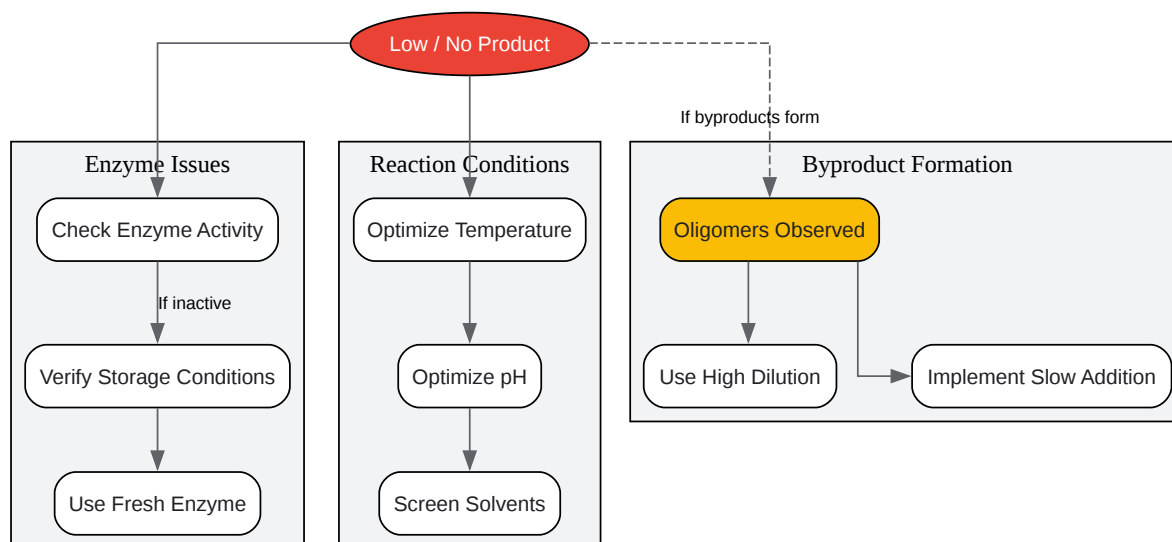 Low / No Product
If byproducts form
Enzyme Issues
Reaction Conditions
Byproduct Formation
Check Enzyme Activity
Optimize Temperature
Oligomers Observed
If inactive
Verify Storage Conditions
Optimize pH
Use High Dilution
Implement Slow Addition
Use Fresh Enzyme
Screen Solvents